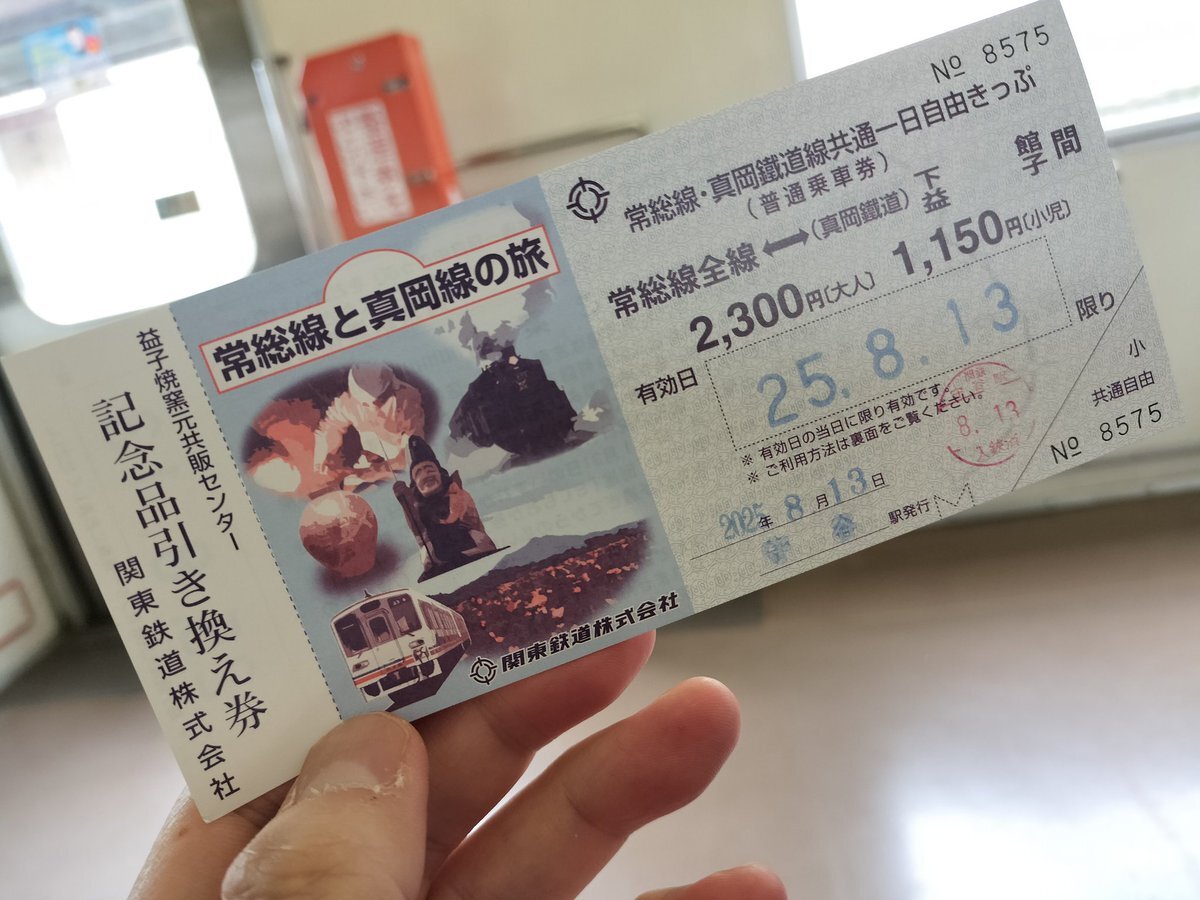 益子焼窯元共販センター
記念品引き換え券
関東鉄道株式会社
常総線と真岡線の旅
関東鉄道株式会社
№ 8575
常総線・真岡鐵道線共通一日自由きっぷ
(普通乗車券)
常総線全線⟷(真岡鐵道) 下館 益子 間
2,300円〔大人〕 1,150円〔小児〕
有効日 25.8.13 限り
※ 有効日の当日に限り有効です。
※ ご利用方法は裏面をご覧ください。
2025年 8月13日
駅発行
8.13
小
共通自由
№ 8575